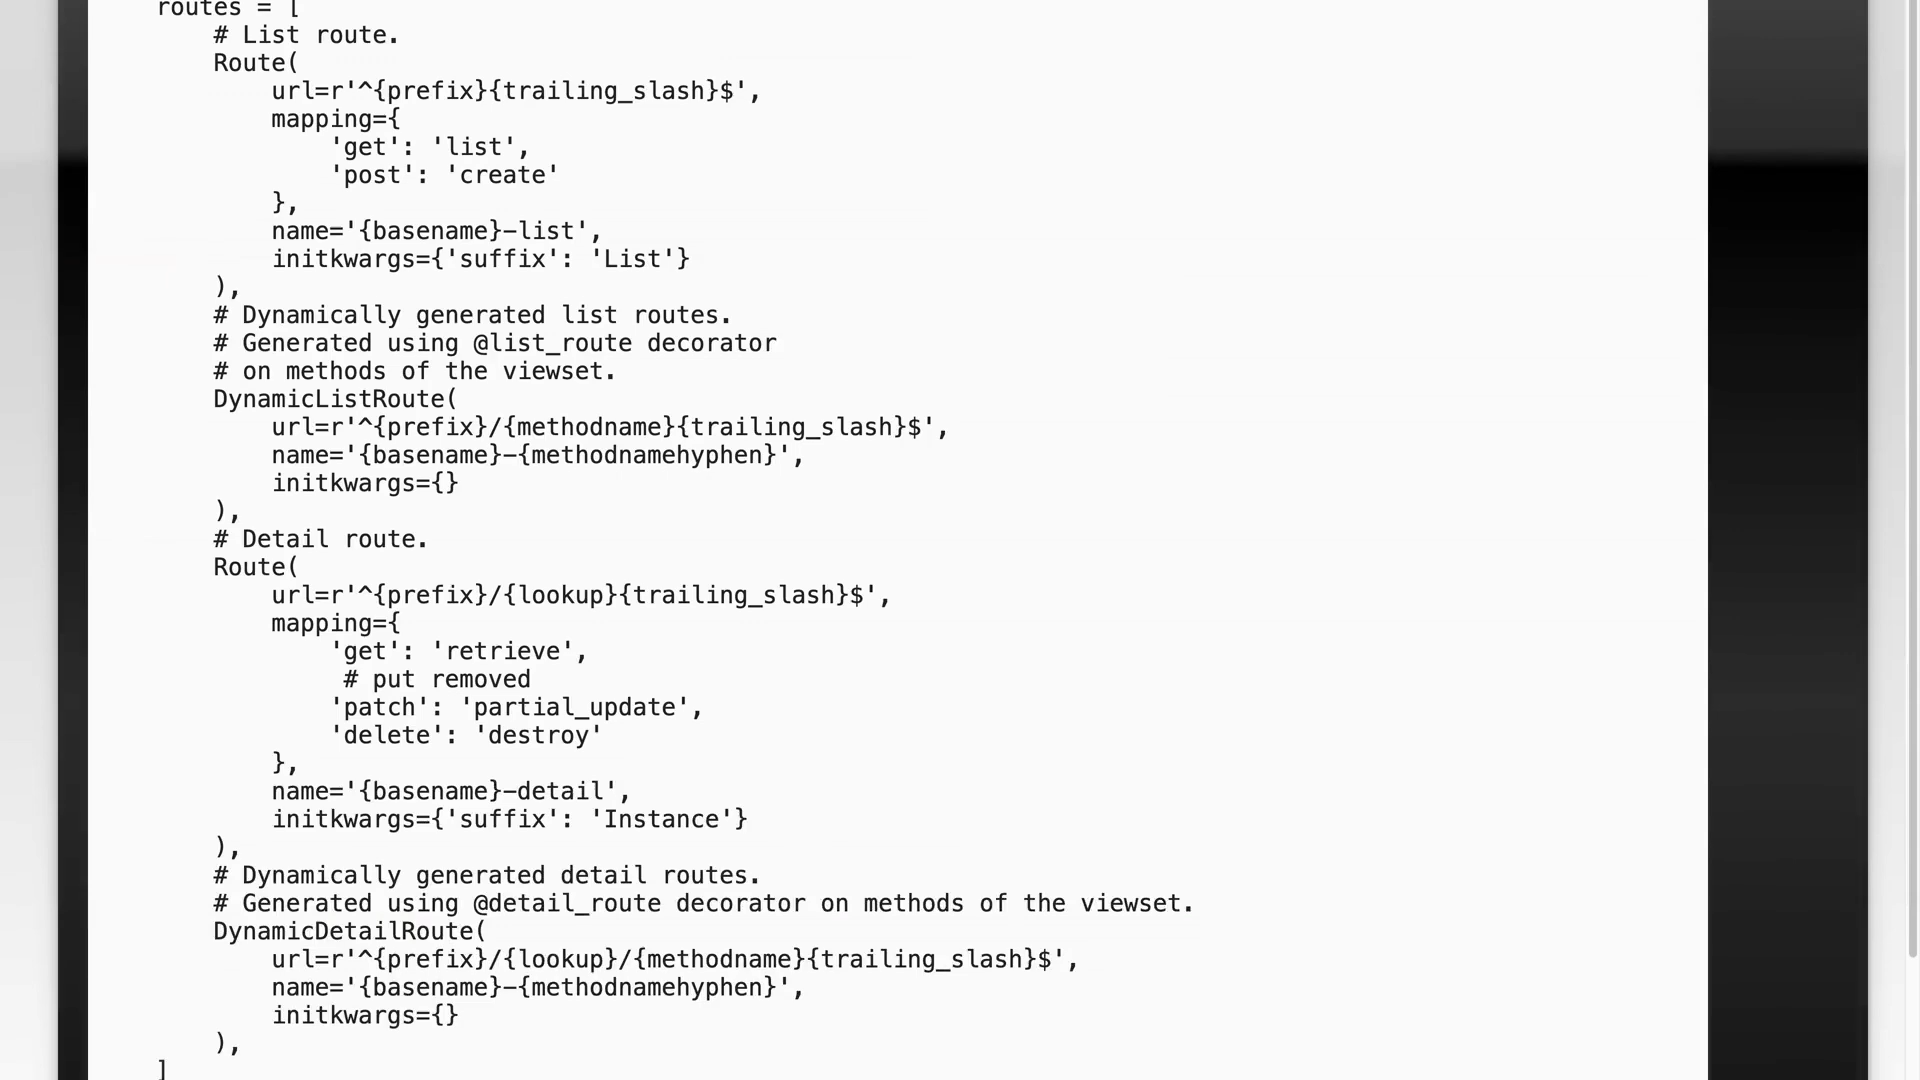 routes = [
# List route.
Route(
url=r'^{prefix}{trailing_slash}$',
mapping={
'get': 'list',
'post': 'create'
},
name='{basename}-list',
initkwargs={'suffix': 'List'}
),
# Dynamically generated list routes.
# Generated using @list_route decorator
# on methods of the viewset.
DynamicListRoute(
url=r'^{prefix}/{methodname}{trailing_slash}$',
name='{basename}-{methodnamehyphen}',
initkwargs={}
),
# Detail route.
Route(
url=r'^{prefix}/{lookup}{trailing_slash}$',
mapping={
'get': 'retrieve',
# put removed
'patch': 'partial_update',
'delete': 'destroy'
},
name='{basename}-detail',
initkwargs={'suffix': 'Instance'}
),
# Dynamically generated detail routes.
# Generated using @detail_route decorator on methods of the viewset.
DynamicDetailRoute(
url=r'^{prefix}/{lookup}/{methodname}{trailing_slash}$',
name='{basename}-{methodnamehyphen}',
initkwargs={}
),
]